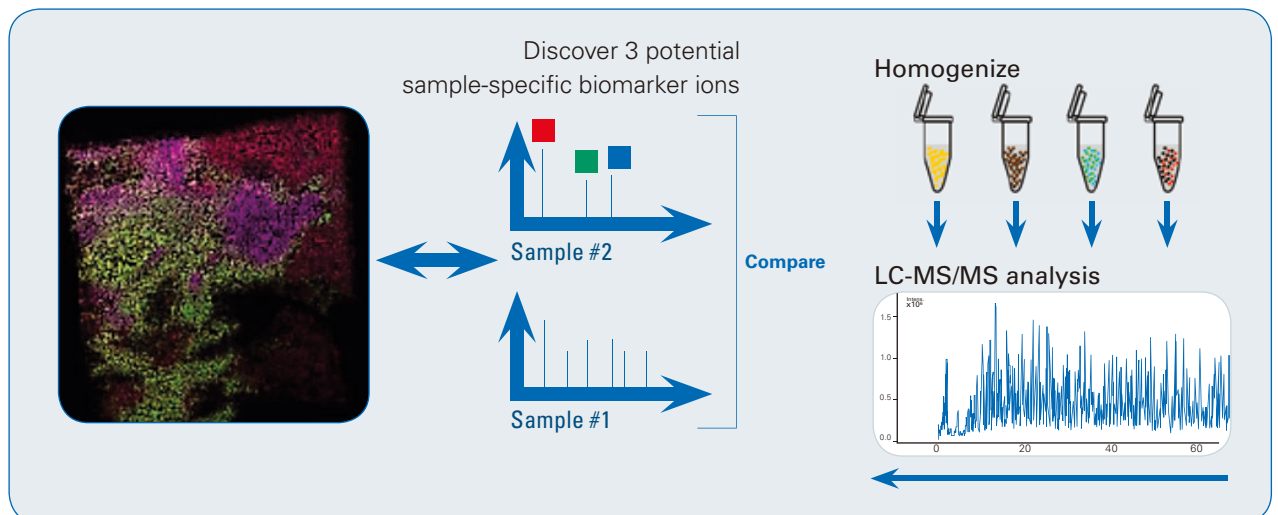 Discover 3 potential
sample-specific biomarker ions
Sample #2
Sample #1
Compare
Homogenize
LC-MS/MS analysis
Intens.
1.5
1.0
0.5
0.0
0
20
40
60